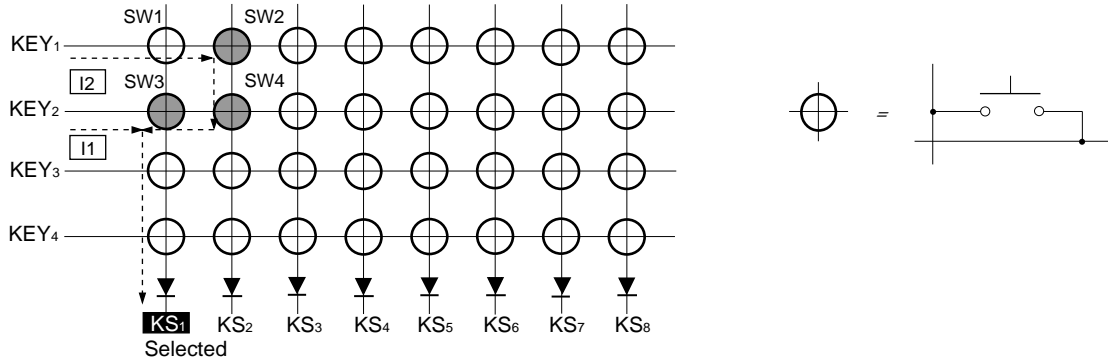 SW1 SW2
KEY1
I2 SW3 SW4
KEY2
I1
KEY3
KEY4
KS1 KS2 KS3 KS4 KS5 KS6 KS7 KS8
Selected
=